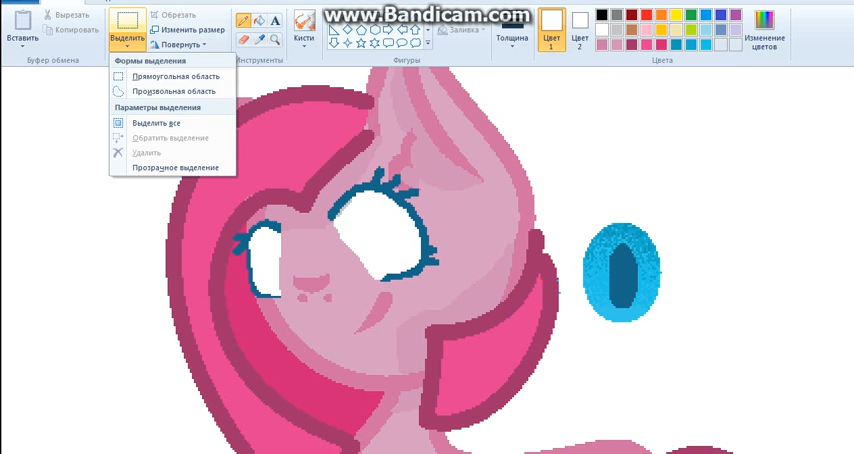 www.Bandicam.com
Вставить
Вырезать
Копировать
Буфер обмена
Выделить
Обрезать
Изменить размер
Повернуть
Инструменты
A
Кисти
Заливка
Фигуры
Толщина
Цвет 1
Цвет 2
Изменение цветов
Цвета
Формы выделения
Прямоугольная область
Произвольная область
Параметры выделения
Выделить все
Обратить выделение
Удалить
Прозрачное выделение